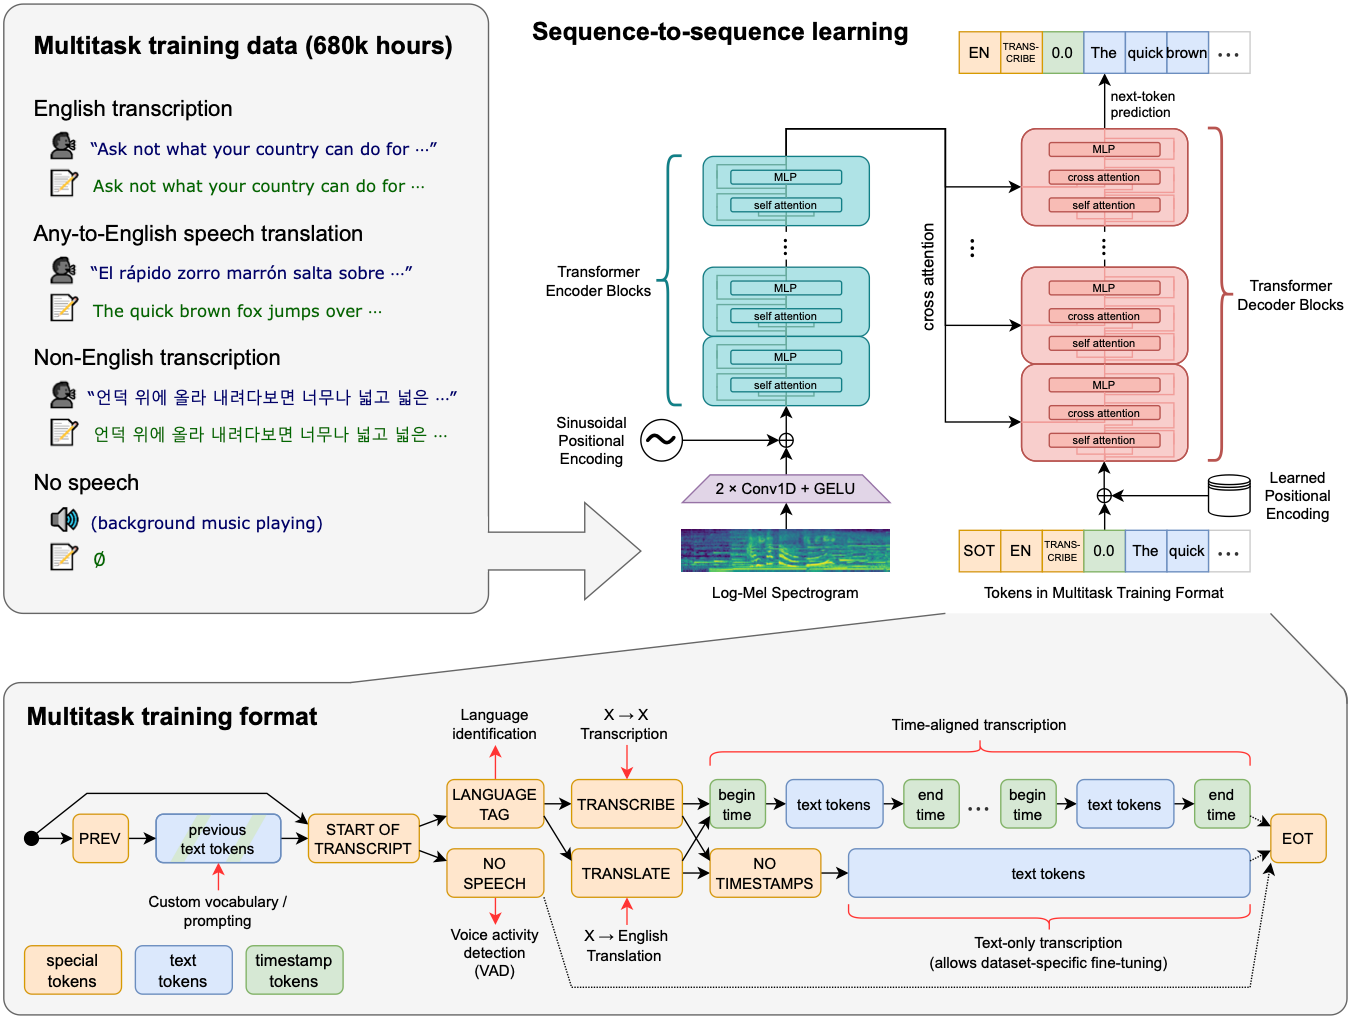 Multitask training data (680k hours)
English transcription
“Ask not what your country can do for ⋯”
Ask not what your country can do for ⋯
Any-to-English speech translation
“El rápido zorro marrón salta sobre ⋯”
The quick brown fox jumps over ⋯
Non-English transcription
“언덕 위에 올라 내려다보면 너무나 넓고 넓은 ⋯”
언덕 위에 올라 내려다보면 너무나 넓고 넓은 ⋯
No speech
(background music playing)
∅
Sequence-to-sequence learning
EN
TRANS-
CRIBE
0.0
The
quick
brown
⋯
next-token
prediction
MLP
self attention
⋮
MLP
self attention
MLP
self attention
Transformer
Encoder Blocks
Sinusoidal
Positional
Encoding
2 × Conv1D + GELU
Log-Mel Spectrogram
cross attention
⋮
MLP
cross attention
self attention
⋮
MLP
cross attention
self attention
MLP
cross attention
self attention
Transformer
Decoder Blocks
Learned
Positional
Encoding
SOT
EN
TRANS-
CRIBE
0.0
The
quick
⋯
Tokens in Multitask Training Format
Multitask training format
Language
identification
X → X
Transcription
Time-aligned transcription
PREV
previous
text tokens
START OF
TRANSCRIPT
LANGUAGE
TAG
TRANSCRIBE
begin
time
text tokens
end
time
⋯
begin
time
text tokens
end
time
EOT
NO
SPEECH
TRANSLATE
NO
TIMESTAMPS
text tokens
Custom vocabulary /
prompting
Voice activity
detection
(VAD)
X → English
Translation
Text-only transcription
(allows dataset-specific fine-tuning)
special
tokens
text
tokens
timestamp
tokens